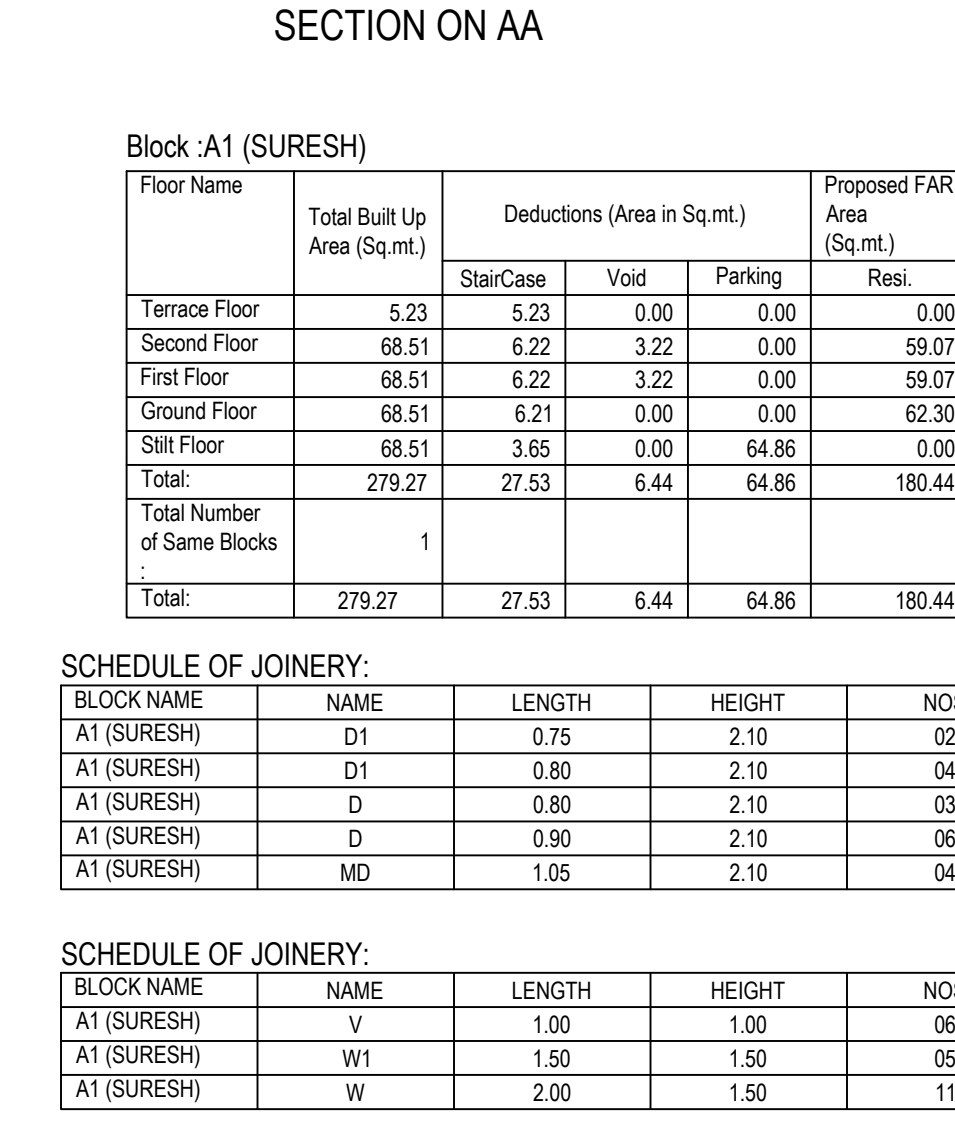 SECTION ON AA
Block :A1 (SURESH)
Floor Name Total Built Up Area (Sq.mt.) Deductions (Area in Sq.mt.) Proposed FAR Area (Sq.mt.)
StairCase Void Parking Resi.
Terrace Floor 5.23 5.23 0.00 0.00 0.00
Second Floor 68.51 6.22 3.22 0.00 59.07
First Floor 68.51 6.22 3.22 0.00 59.07
Ground Floor 68.51 6.21 0.00 0.00 62.30
Stilt Floor 68.51 3.65 0.00 64.86 0.00
Total: 279.27 27.53 6.44 64.86 180.44
Total Number of Same Blocks : 1
Total: 279.27 27.53 6.44 64.86 180.44
SCHEDULE OF JOINERY:
BLOCK NAME NAME LENGTH HEIGHT
A1 (SURESH) D1 0.75 2.10 02
A1 (SURESH) D1 0.80 2.10 04
A1 (SURESH) D 0.80 2.10 03
A1 (SURESH) D 0.90 2.10 06
A1 (SURESH) MD 1.05 2.10 04
SCHEDULE OF JOINERY:
BLOCK NAME NAME LENGTH HEIGHT
A1 (SURESH) V 1.00 1.00 06
A1 (SURESH) W1 1.50 1.50 05
A1 (SURESH) W 2.00 1.50 11